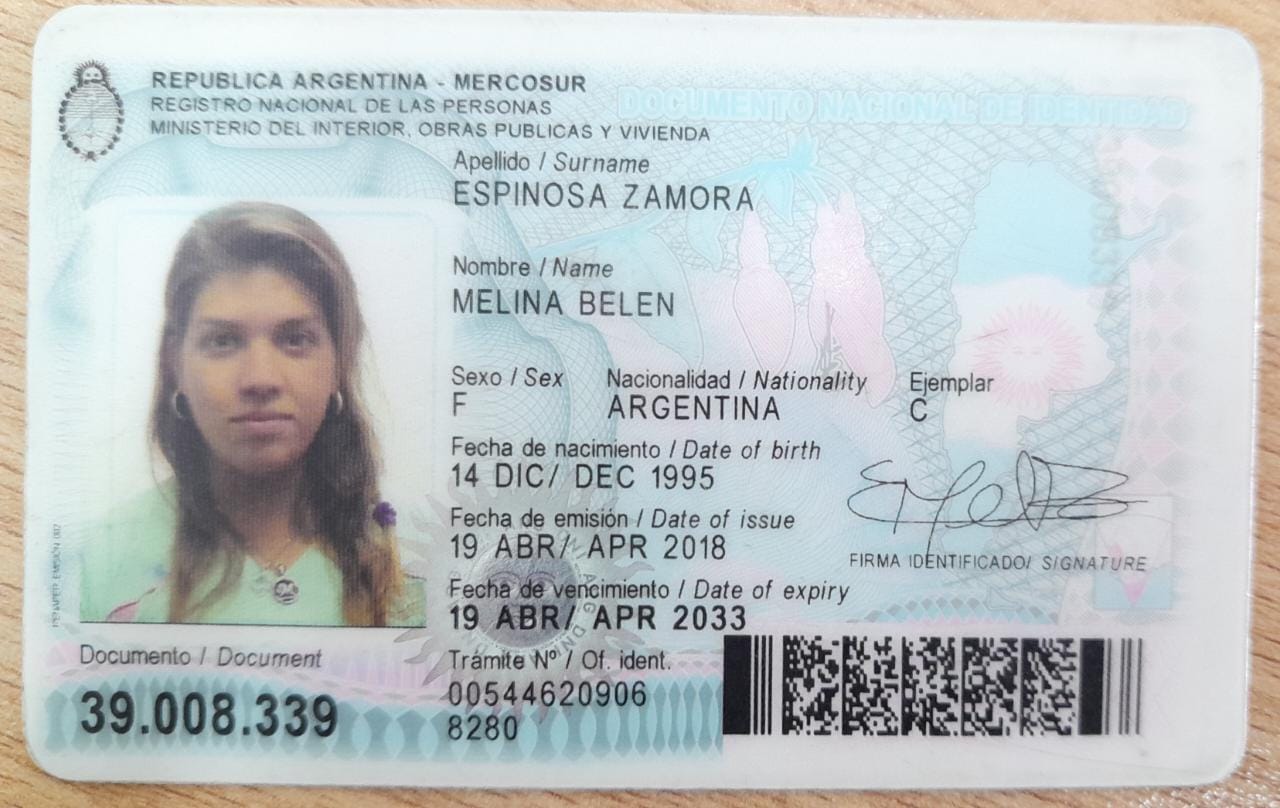 REPUBLICA ARGENTINA - MERCOSUR
REGISTRO NACIONAL DE LAS PERSONAS
MINISTERIO DEL INTERIOR, OBRAS PUBLICAS Y VIVIENDA
DOCUMENTO NACIONAL DE IDENTIDAD
Apellido / Surname
ESPINOSA ZAMORA
Nombre / Name
MELINA BELEN
Sexo / Sex Nacionalidad / Nationality Ejemplar
F ARGENTINA C
Fecha de nacimiento / Date of birth
14 DIC/ DEC 1995
Fecha de emisión / Date of issue
19 ABR/ APR 2018
FIRMA IDENTIFICADO/ SIGNATURE
Fecha de vencimiento / Date of expiry
19 ABR/ APR 2033
Documento / Document
39.008.339
Trámite Nº / Of. ident.
00544620906
8280